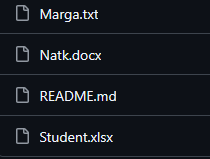 Marga.txt
Natk.docx
README.md
Student.xlsx